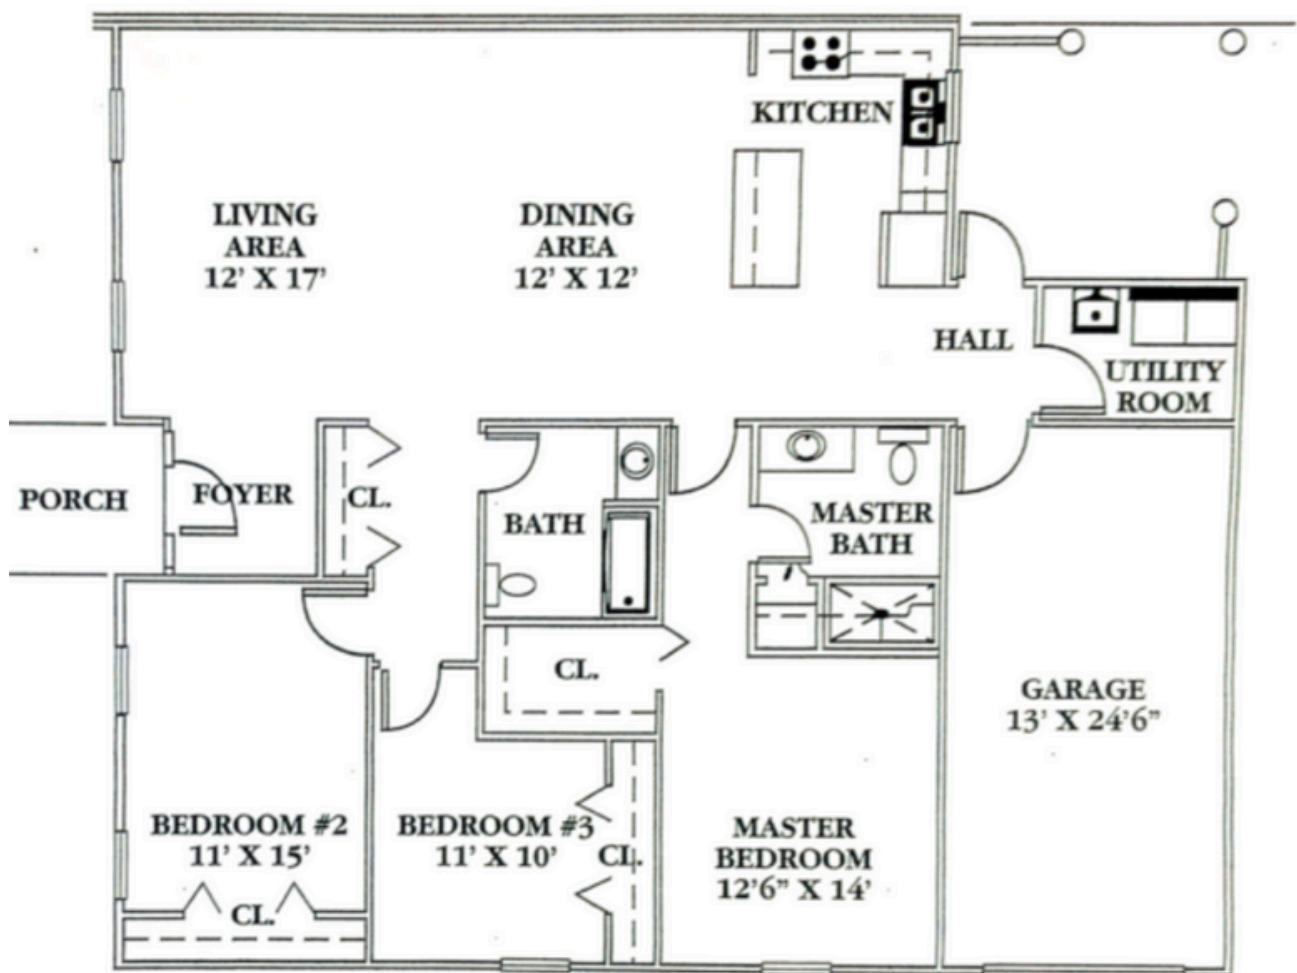 KITCHEN
LIVING
AREA
12' X 17'
DINING
AREA
12' X 12'
HALL
UTILITY
ROOM
PORCH
FOYER
CL.
BATH
MASTER
BATH
CL.
GARAGE
13' X 24'6"
BEDROOM #2
11' X 15'
CL.
BEDROOM #3
11' X 10'
CL.
MASTER
BEDROOM
12'6" X 14'